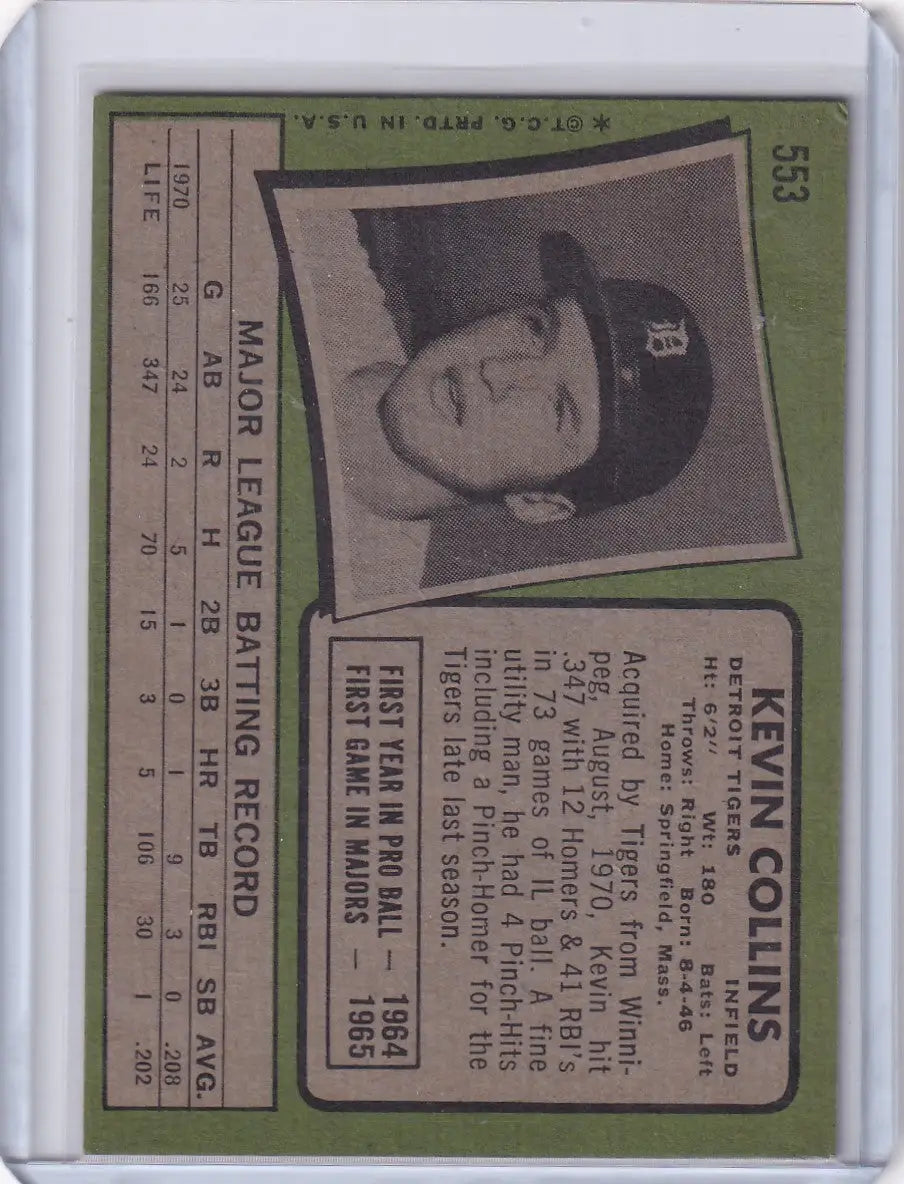 553
KEVIN COLLINS
DETROIT TIGERS INFIELD
Ht: 6'2" Wt: 180 Bats: Left
Throws: Right Born: 8-4-46
Home: Springfield, Mass.
Acquired by Tigers from Winni-
peg, August, 1970, Kevin hit
.347 with 12 Homers & 41 RBI's
in 73 games of IL ball. A fine
utility man, he had 4 Pinch-Hits
including a Pinch-Homer for the
Tigers late last season.
FIRST YEAR IN PRO BALL — 1964
FIRST GAME IN MAJORS — 1965
MAJOR LEAGUE BATTING RECORD
G AB R H 2B 3B HR TB RBI SB AVG.
1970 25 24 2 5 1 0 1 9 3 0 .208
LIFE 166 347 24 70 15 3 5 106 30 1 .202
* © T.C.G. PRTD. IN U.S.A.